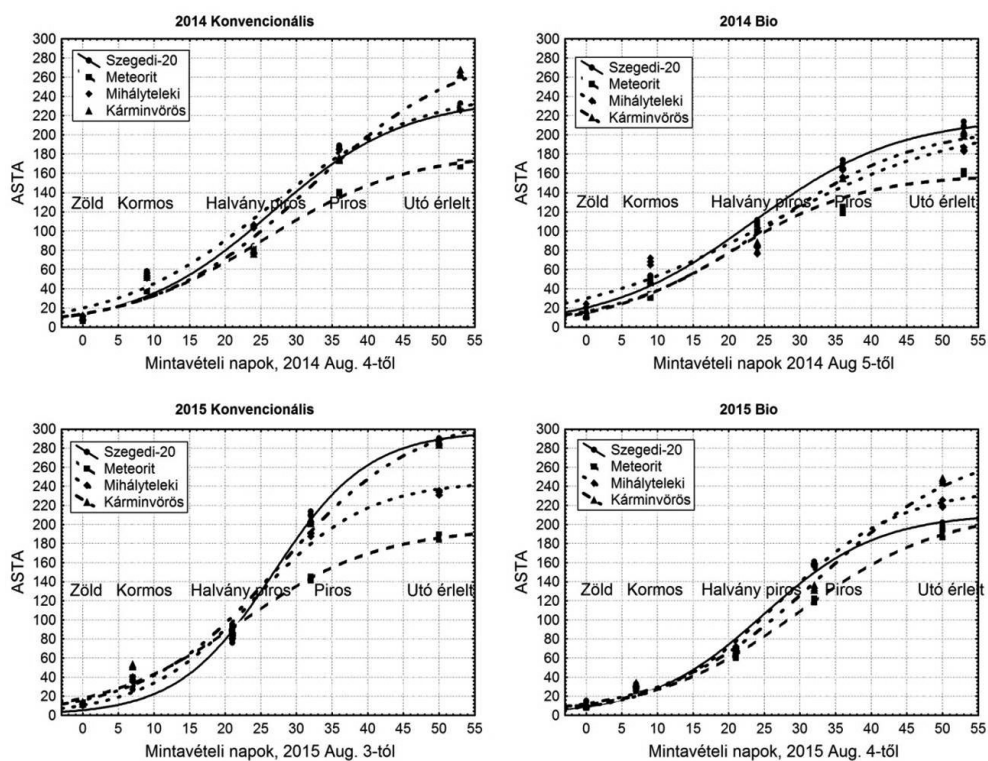 2014 Konvencionális
300
280
260
240
220
200
180
160
140
120
100
80
60
40
20
0
ASTA
Szegedi-20
Meteorit
Mihályteleki
Kárminvörös
Zöld Kormos Halvány piros Piros Utó érlelt
0 5 10 15 20 25 30 35 40 45 50 55
Mintavételi napok, 2014 Aug. 4-től
2014 Bio
300
280
260
240
220
200
180
160
140
120
100
80
60
40
20
0
ASTA
Szegedi-20
Meteorit
Mihályteleki
Kárminvörös
Zöld Kormos Halvány piros Piros Utó érlelt
0 5 10 15 20 25 30 35 40 45 50 55
Mintavételi napok, 2014 Aug 5-től
2015 Konvencionális
300
280
260
240
220
200
180
160
140
120
100
80
60
40
20
0
ASTA
Szegedi-20
Meteorit
Mihályteleki
Kárminvörös
Zöld Kormos Halvány piros Piros Utó érlelt
0 5 10 15 20 25 30 35 40 45 50 55
Mintavételi napok, 2015 Aug. 3-tól
2015 Bio
300
280
260
240
220
200
180
160
140
120
100
80
60
40
20
0
ASTA
Szegedi-20
Meteorit
Mihályteleki
Kárminvörös
Zöld Kormos Halvány piros Piros Utó érlelt
0 5 10 15 20 25 30 35 40 45 50 55
Mintavételi napok, 2015 Aug. 4-től